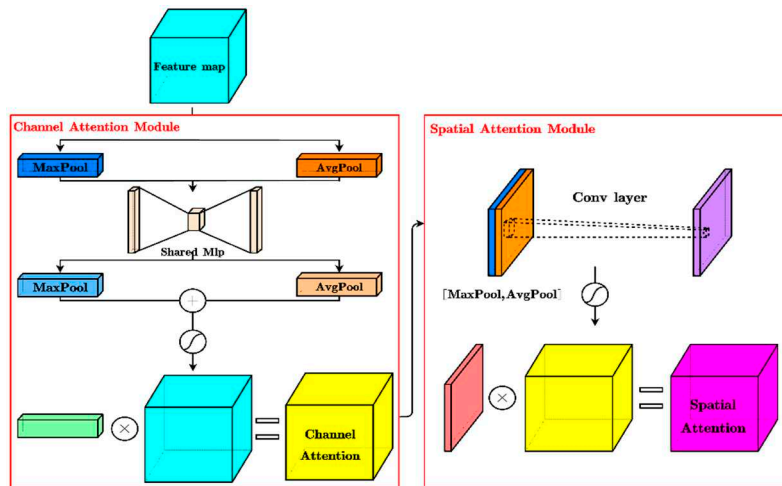 Feature map
Channel Attention Module
MaxPool
AvgPool
Shared Mlp
MaxPool
AvgPool
Channel
Attention
Spatial Attention Module
Conv layer
[MaxPool,AvgPool]
Spatial
Attention